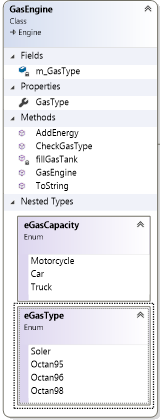 GasEngine
Class
Engine
Fields
m_GasType
Properties
GasType
Methods
AddEnergy
CheckGasType
fillGasTank
GasEngine
ToString
Nested Types
eGasCapacity
Enum
Motorcycle
Car
Truck
eGasType
Enum
Soler
Octan95
Octan96
Octan98